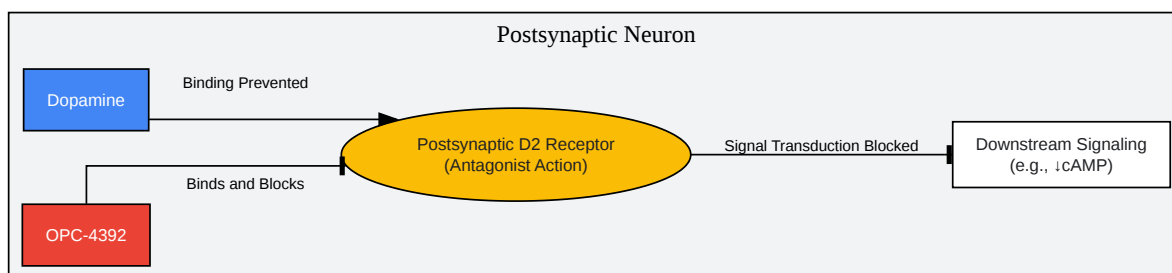 Postsynaptic Neuron
Dopamine
Binding Prevented
Postsynaptic D2 Receptor
(Antagonist Action)
Signal Transduction Blocked
Downstream Signaling
(e.g., ↓cAMP)
Binds and Blocks
OPC-4392